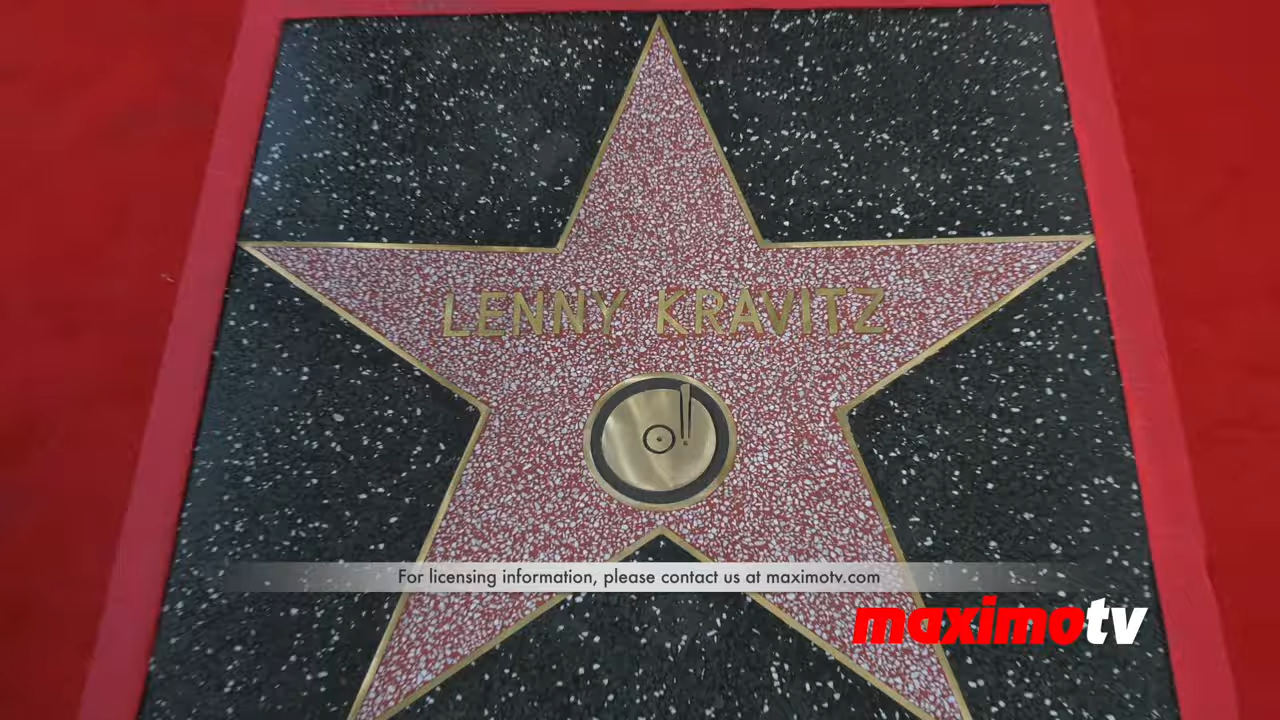 LENNY KRAVITZ
For licensing information, please contact us at maximotv.com
maximotv